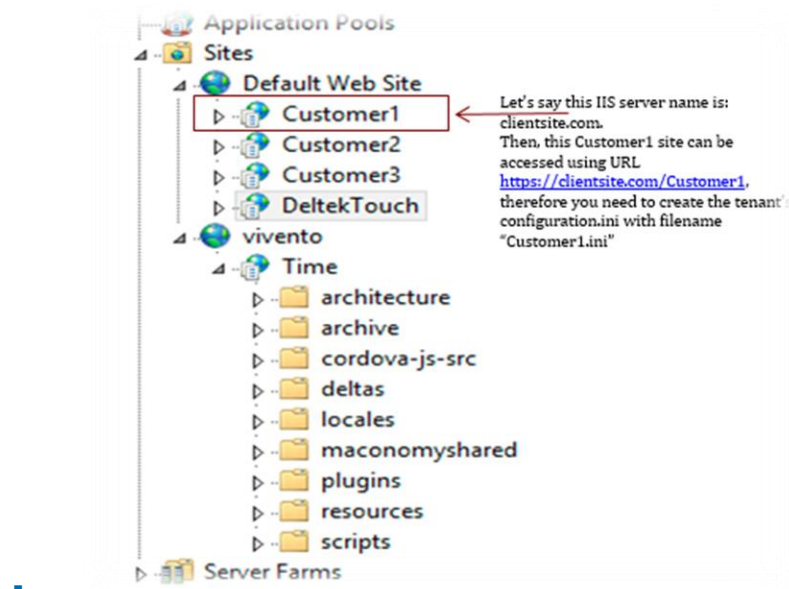 Application Pools
Sites
Default Web Site
Customer1
Customer2
Customer3
DeltekTouch
vivento
Time
architecture
archive
cordova-js-src
deltas
locales
maconomyshared
plugins
resources
scripts
Server Farms
Let's say this IIS server name is:
clientsite.com.
Then, this Customer1 site can be
accessed using URL
https://clientsite.com/Customer1,
therefore you need to create the tenant's
configuration.ini with filename
"Customer1.ini"